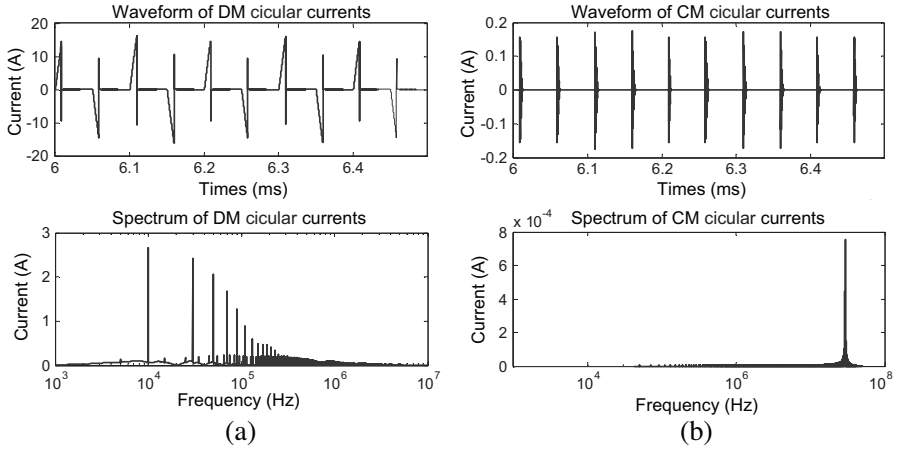 Waveform of DM cicular currents
20
10
0
-10
-20
Current (A)
6
6.1
6.2
6.3
6.4
Times (ms)
Spectrum of DM cicular currents
3
2
1
0
Current (A)
10^3
10^4
10^5
10^6
10^7
Frequency (Hz)
(a)
Waveform of CM cicular currents
0.2
0.1
0
-0.1
-0.2
Current (A)
6
6.1
6.2
6.3
6.4
Times (ms)
Spectrum of CM cicular currents
x 10^-4
8
6
4
2
0
Current (A)
10^4
10^6
10^8
Frequency (Hz)
(b)